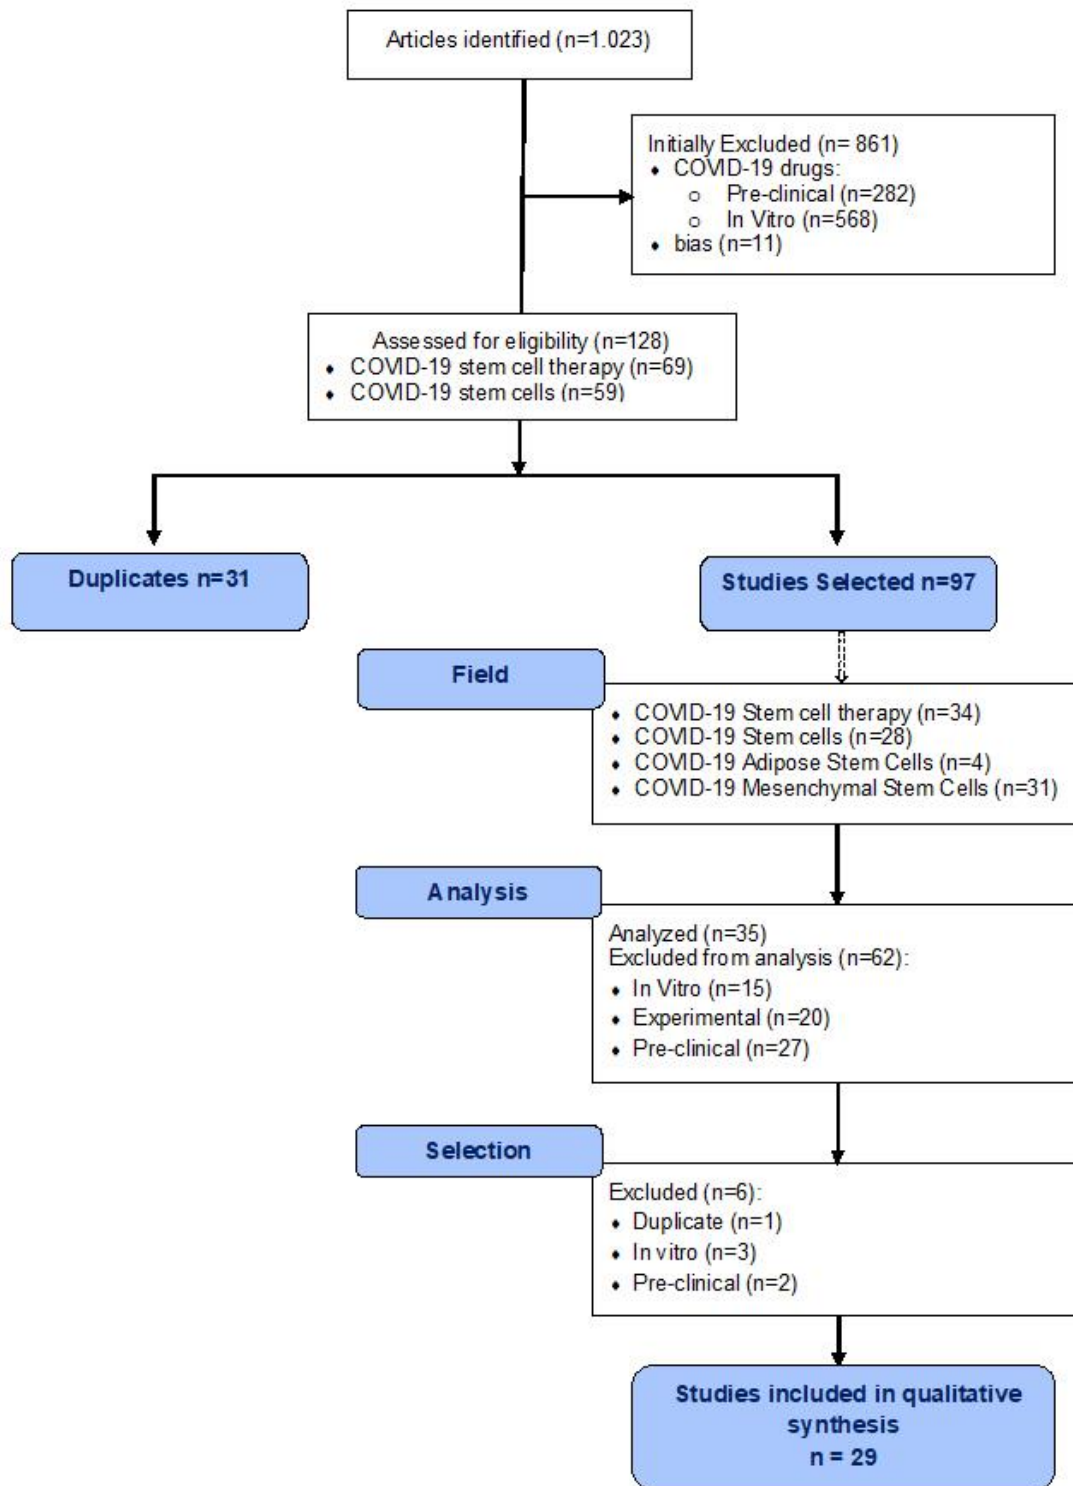 Articles identified (n=1.023)
Initially Excluded (n= 861)
♦ COVID-19 drugs:
o Pre-clinical (n=282)
o In Vitro (n=568)
♦ bias (n=11)
Assessed for eligibility (n=128)
♦ COVID-19 stem cell therapy (n=69)
♦ COVID-19 stem cells (n=59)
Duplicates n=31
Studies Selected n=97
Field
♦ COVID-19 Stem cell therapy (n=34)
♦ COVID-19 Stem cells (n=28)
♦ COVID-19 Adipose Stem Cells (n=4)
♦ COVID-19 Mesenchymal Stem Cells (n=31)
Analysis
Analyzed (n=35)
Excluded from analysis (n=62):
♦ In Vitro (n=15)
♦ Experimental (n=20)
♦ Pre-clinical (n=27)
Selection
Excluded (n=6):
♦ Duplicate (n=1)
♦ In vitro (n=3)
♦ Pre-clinical (n=2)
Studies included in qualitative
synthesis
n = 29